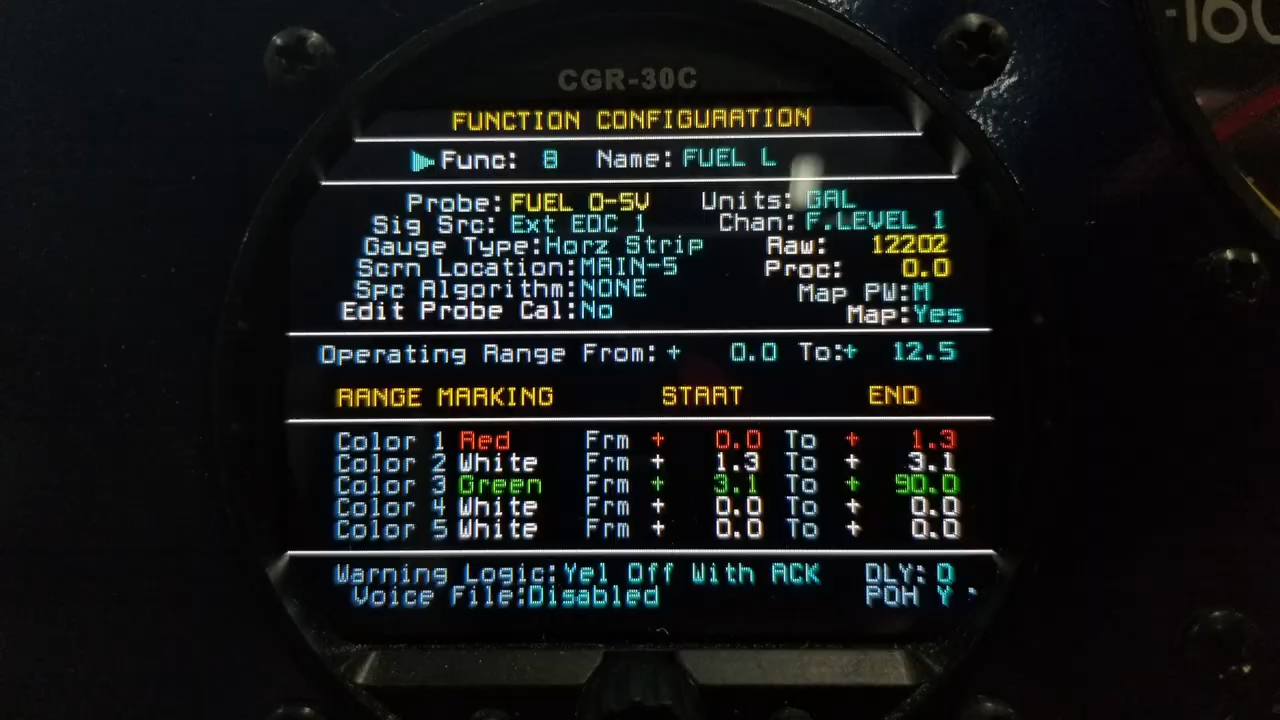 -160
CGR-30C
FUNCTION CONFIGURATION
Func: 8 Name: FUEL L
Probe: FUEL 0-5V Units: GAL
Sig Src: Ext EDC 1 Chan: F.LEVEL 1
Gauge Type:Horz Strip Raw: 12202
Scrn Location:MAIN-5 Proc: 0.0
Spc Algorithm:NONE Map PW:M
Edit Probe Cal:No Map:Yes
Operating Range From: + 0.0 To:+ 12.5
RANGE MARKING START END
Color 1 Red Frm + 0.0 To + 1.3
Color 2 White Frm + 1.3 To + 3.1
Color 3 Green Frm + 3.1 To + 90.0
Color 4 White Frm + 0.0 To + 0.0
Color 5 White Frm + 0.0 To + 0.0
Warning Logic:Yel Off With ACK DLY: 0
Voice File:Disabled POH Y